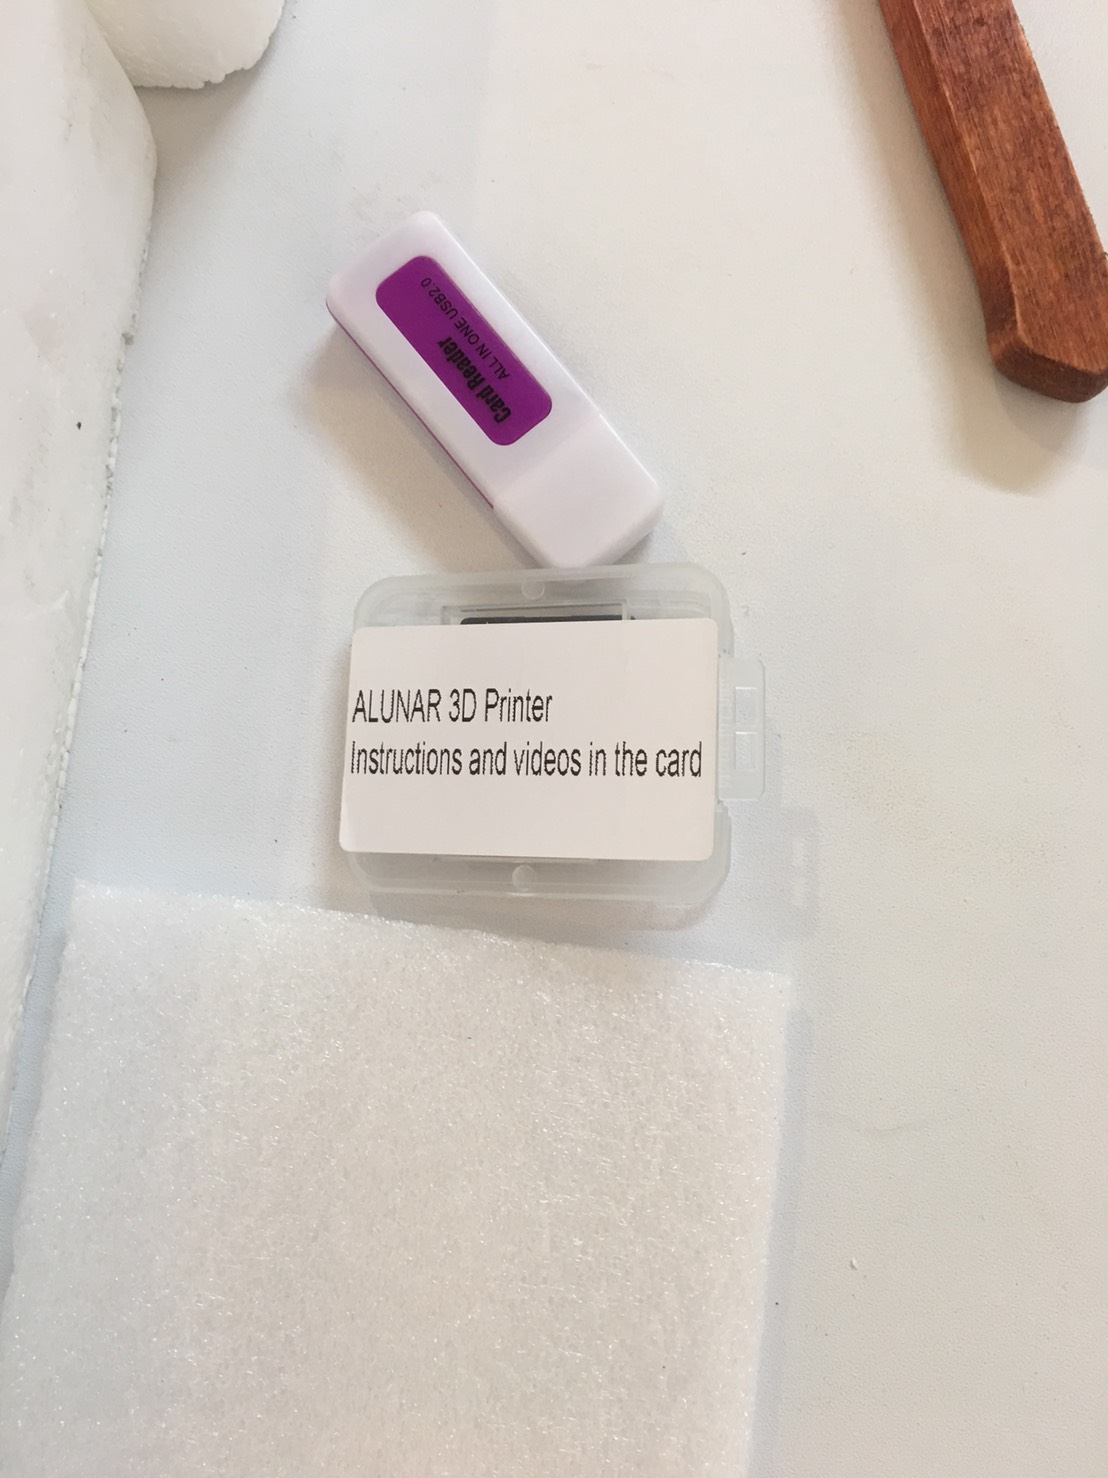 Card Reader
ALL IN ONE USB2.0
ALUNAR 3D Printer
Instructions and videos in the card